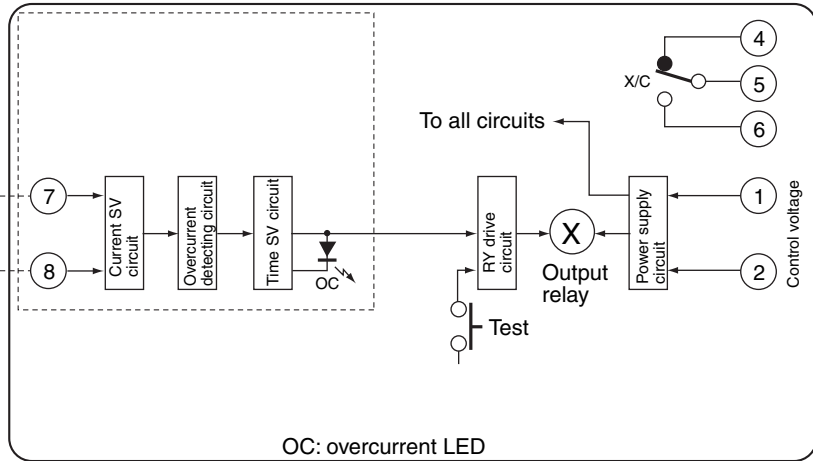 4
X/C
5
To all circuits
6
7
8
Current SV
circuit
Overcurrent
detecting circuit
Time SV circuit
OC
RY drive
circuit
X
Output
relay
Power supply
circuit
1
2
Control voltage
Test
OC: overcurrent LED